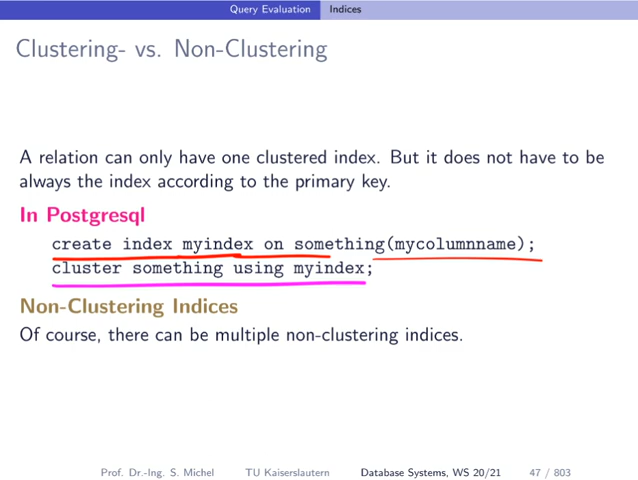 Query Evaluation Indices
Clustering- vs. Non-Clustering
A relation can only have one clustered index. But it does not have to be
always the index according to the primary key.
In Postgresql
create index myindex on something(mycolumnname);
cluster something using myindex;
Non-Clustering Indices
Of course, there can be multiple non-clustering indices.
Prof. Dr.-Ing. S. Michel TU Kaiserslautern Database Systems, WS 20/21 47 / 803